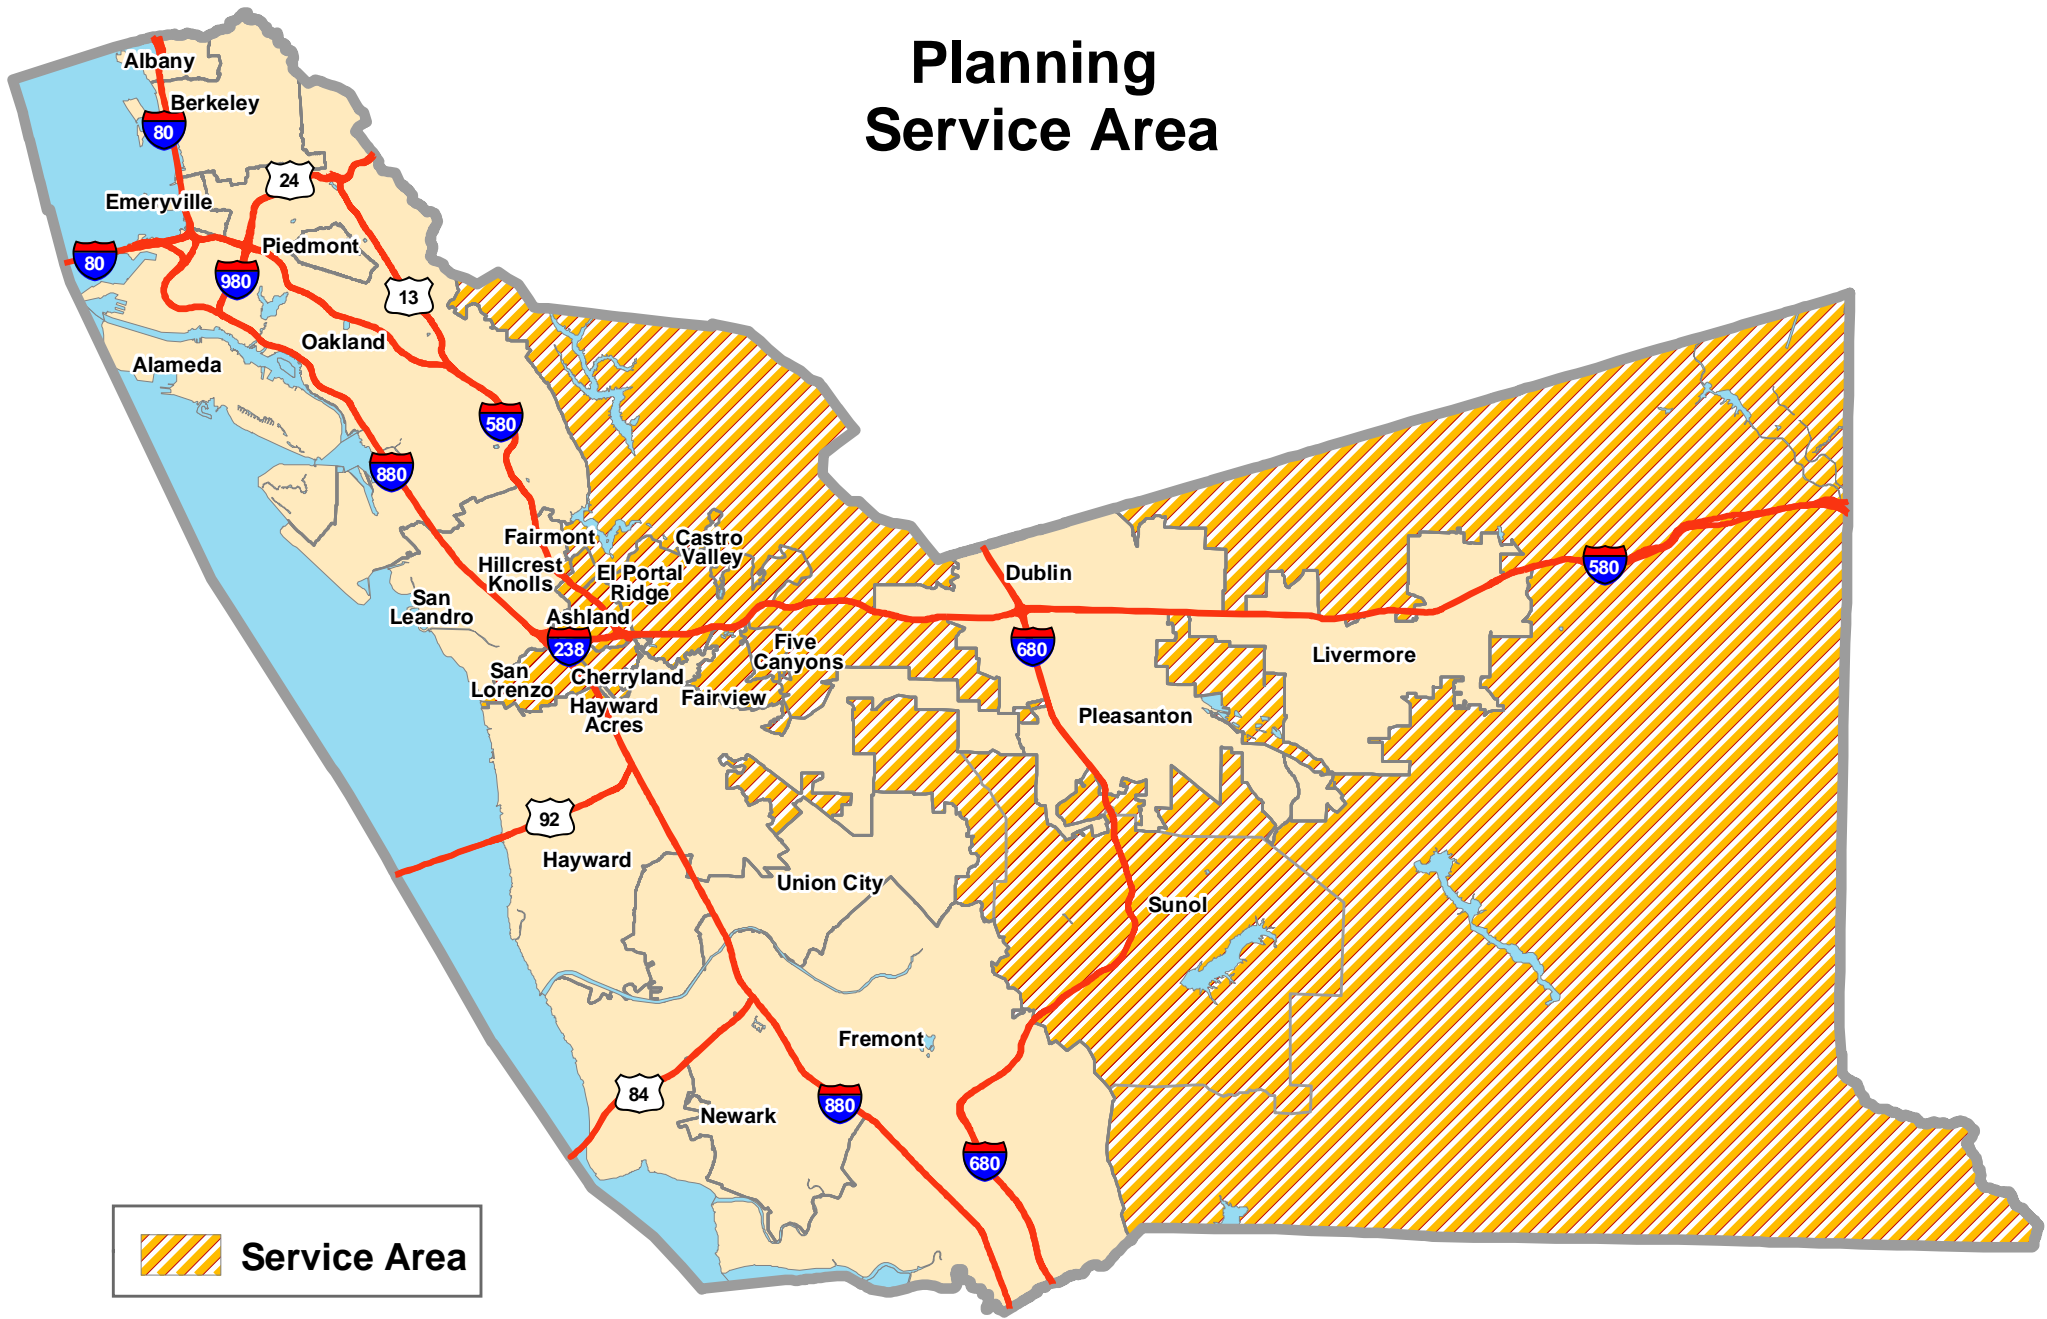 Planning
Service Area
Albany
Berkeley
80
24
Emeryville
Piedmont
80
980
13
Oakland
Alameda
580
880
Fairmont
Castro
Valley
Hillcrest
Knolls
El Portal
Ridge
Dublin
580
San
Leandro
Ashland
238
Five
Canyons
680
Livermore
San
Lorenzo
Cherryland
Fairview
Hayward
Acres
Pleasanton
92
Hayward
Union City
Sunol
Fremont
84
Newark
880
680
Service Area